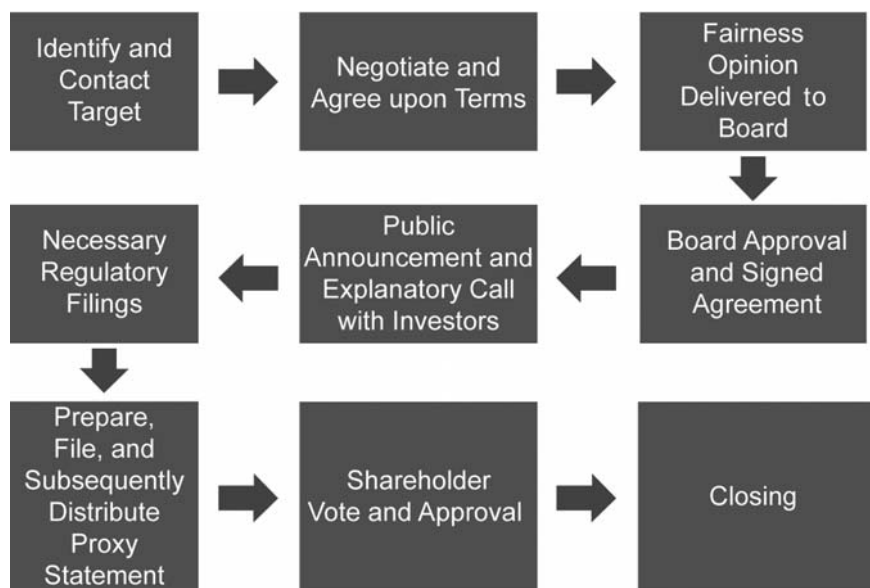 Identify and
Contact
Target
Negotiate and
Agree upon Terms
Fairness
Opinion
Delivered to
Board
Board Approval
and Signed
Agreement
Public
Announcement and
Explanatory Call
with Investors
Necessary
Regulatory
Filings
Prepare,
File, and
Subsequently
Distribute
Proxy
Statement
Shareholder
Vote and Approval
Closing